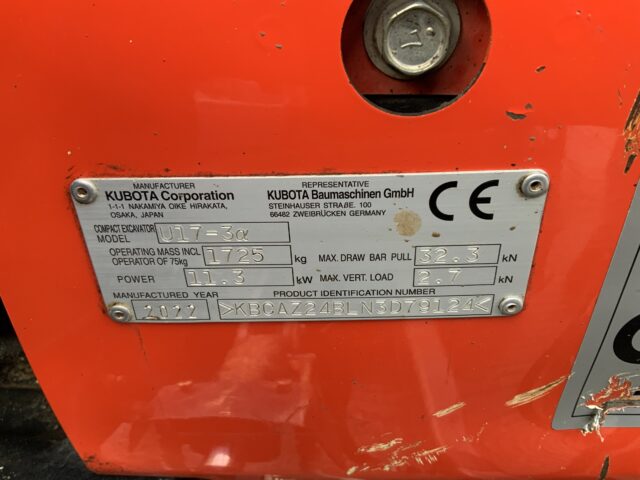 7
MANUFACTURER
KUBOTA Corporation
1-1-1 NAKAMIYA OIKE HIRAKATA,
OSAKA, JAPAN
REPRESENTATIVE
KUBOTA Baumaschinen GmbH
STEINHAUSER STRAßE. 100
66482 ZWEIBRÜCKEN GERMANY
CE
COMPACT EXCAVATOR
MODEL U17-3α
OPERATING MASS INCL
OPERATOR OF 75kg 1725 kg MAX. DRAW BAR PULL 32.3 kN
POWER 11.3 kW MAX. VERT. LOAD 2.7 kN
MANUFACTURED YEAR PRODUCT IDENTIFICATION NUMBER
2022 >KBCAZ24BLN3D79124<